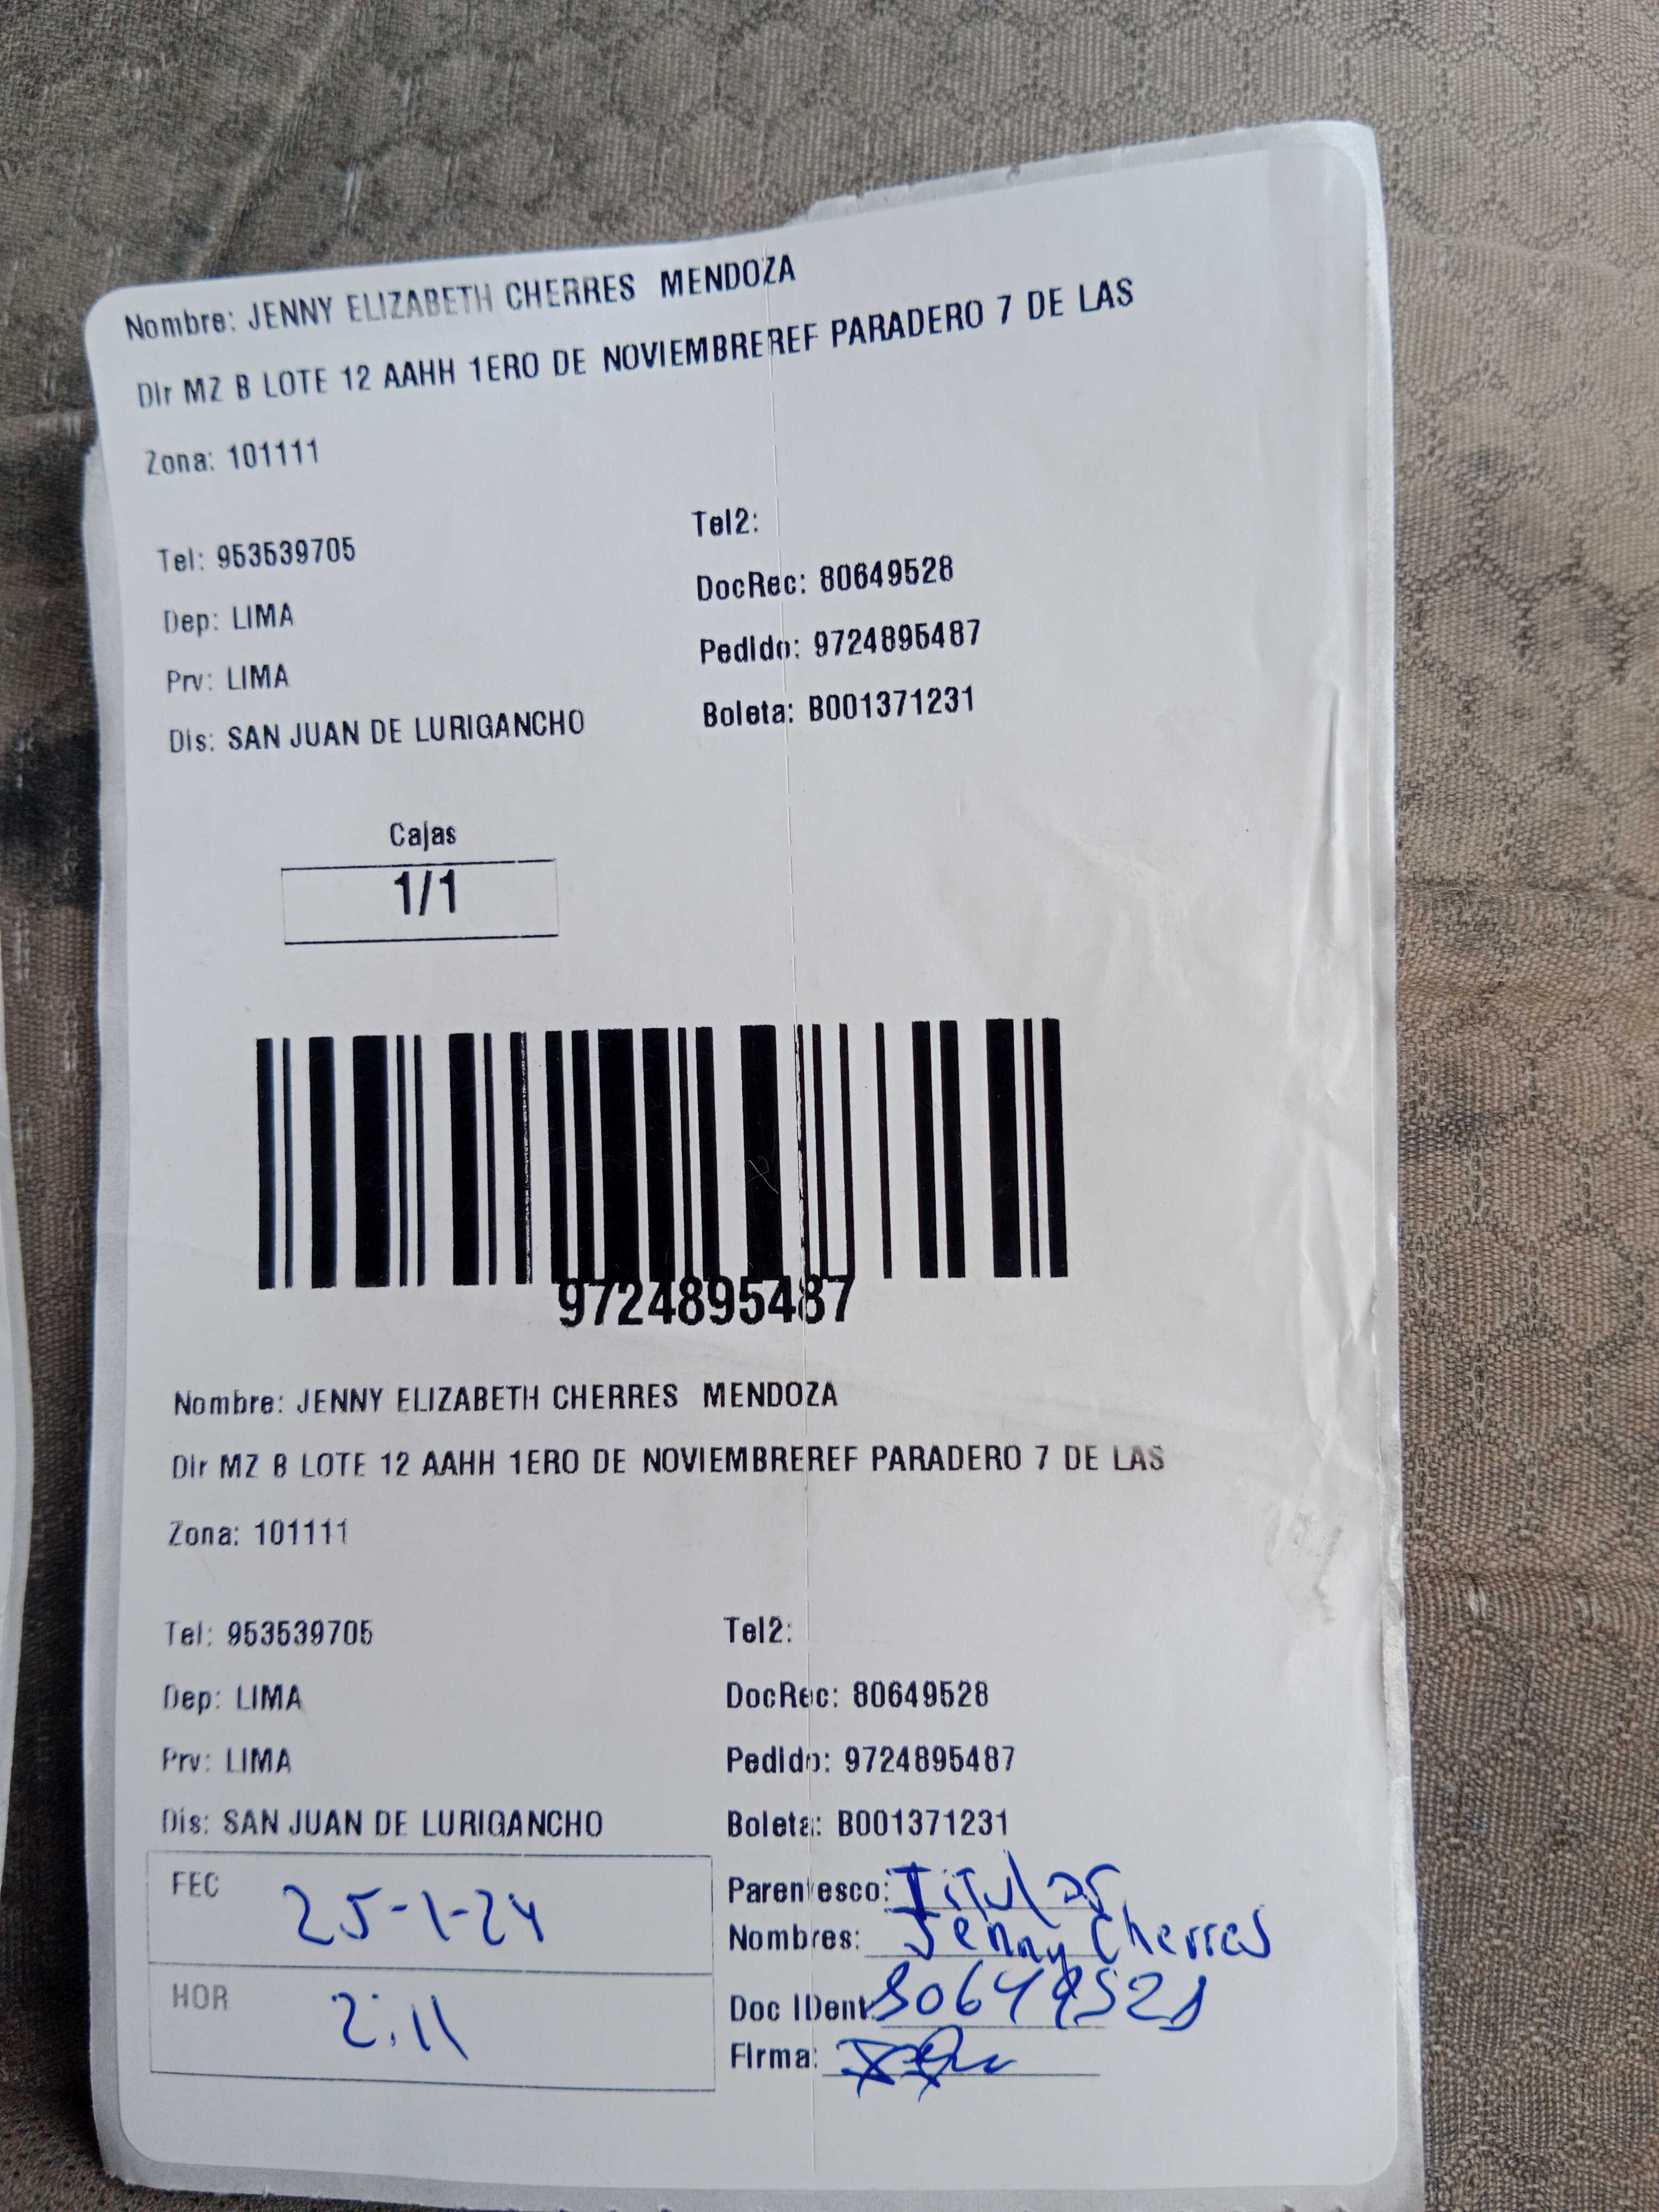 Nombre: JENNY ELIZABETH CHERRES MENDOZA
Dir MZ B LOTE 12 AAHH 1ERO DE NOVIEMBREREF PARADERO 7 DE LAS
Zona: 101111
Tel: 953539705 Tel2:
Dep: LIMA DocRec: 80649528
Prv: LIMA Pedido: 9724895487
Dis: SAN JUAN DE LURIGANCHO Boleta: B001371231
Cajas
1/1
9724895487
Nombre: JENNY ELIZABETH CHERRES MENDOZA
Dir MZ B LOTE 12 AAHH 1ERO DE NOVIEMBREREF PARADERO 7 DE LAS
Zona: 101111
Tel: 953539705 Tel2:
Dep: LIMA DocRec: 80649528
Prv: LIMA Pedido: 9724895487
Dis: SAN JUAN DE LURIGANCHO Boleta: B001371231
FEC 25-1-24 Parentesco: Titular
Nombres: Jenny Cherres
HOR 2:11 Doc IDent: 80649528
Firma: